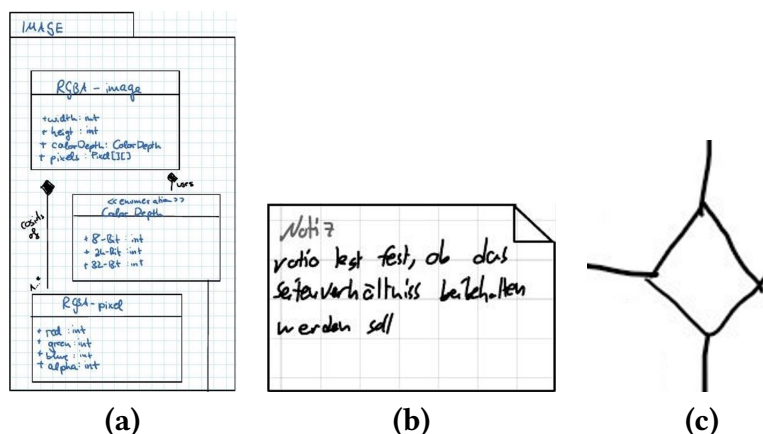 IMAGE
RGBA-image
+width: int
+ heigt: int
+ colorDepth: ColorDepth
+ pixels: Pixel[][]
uses
<<enumeration>>
Color Depth
+ 8-Bit: int
+ 24-Bit: int
+ 32-Bit: int
of
RGBA-pixel
+ red: int
+ green: int
+ blue: int
+ alpha: int
(a)
Notiz
ratio legt fest, ob das
seitenverhältniss beibehalten
werden soll
(b)
(c)